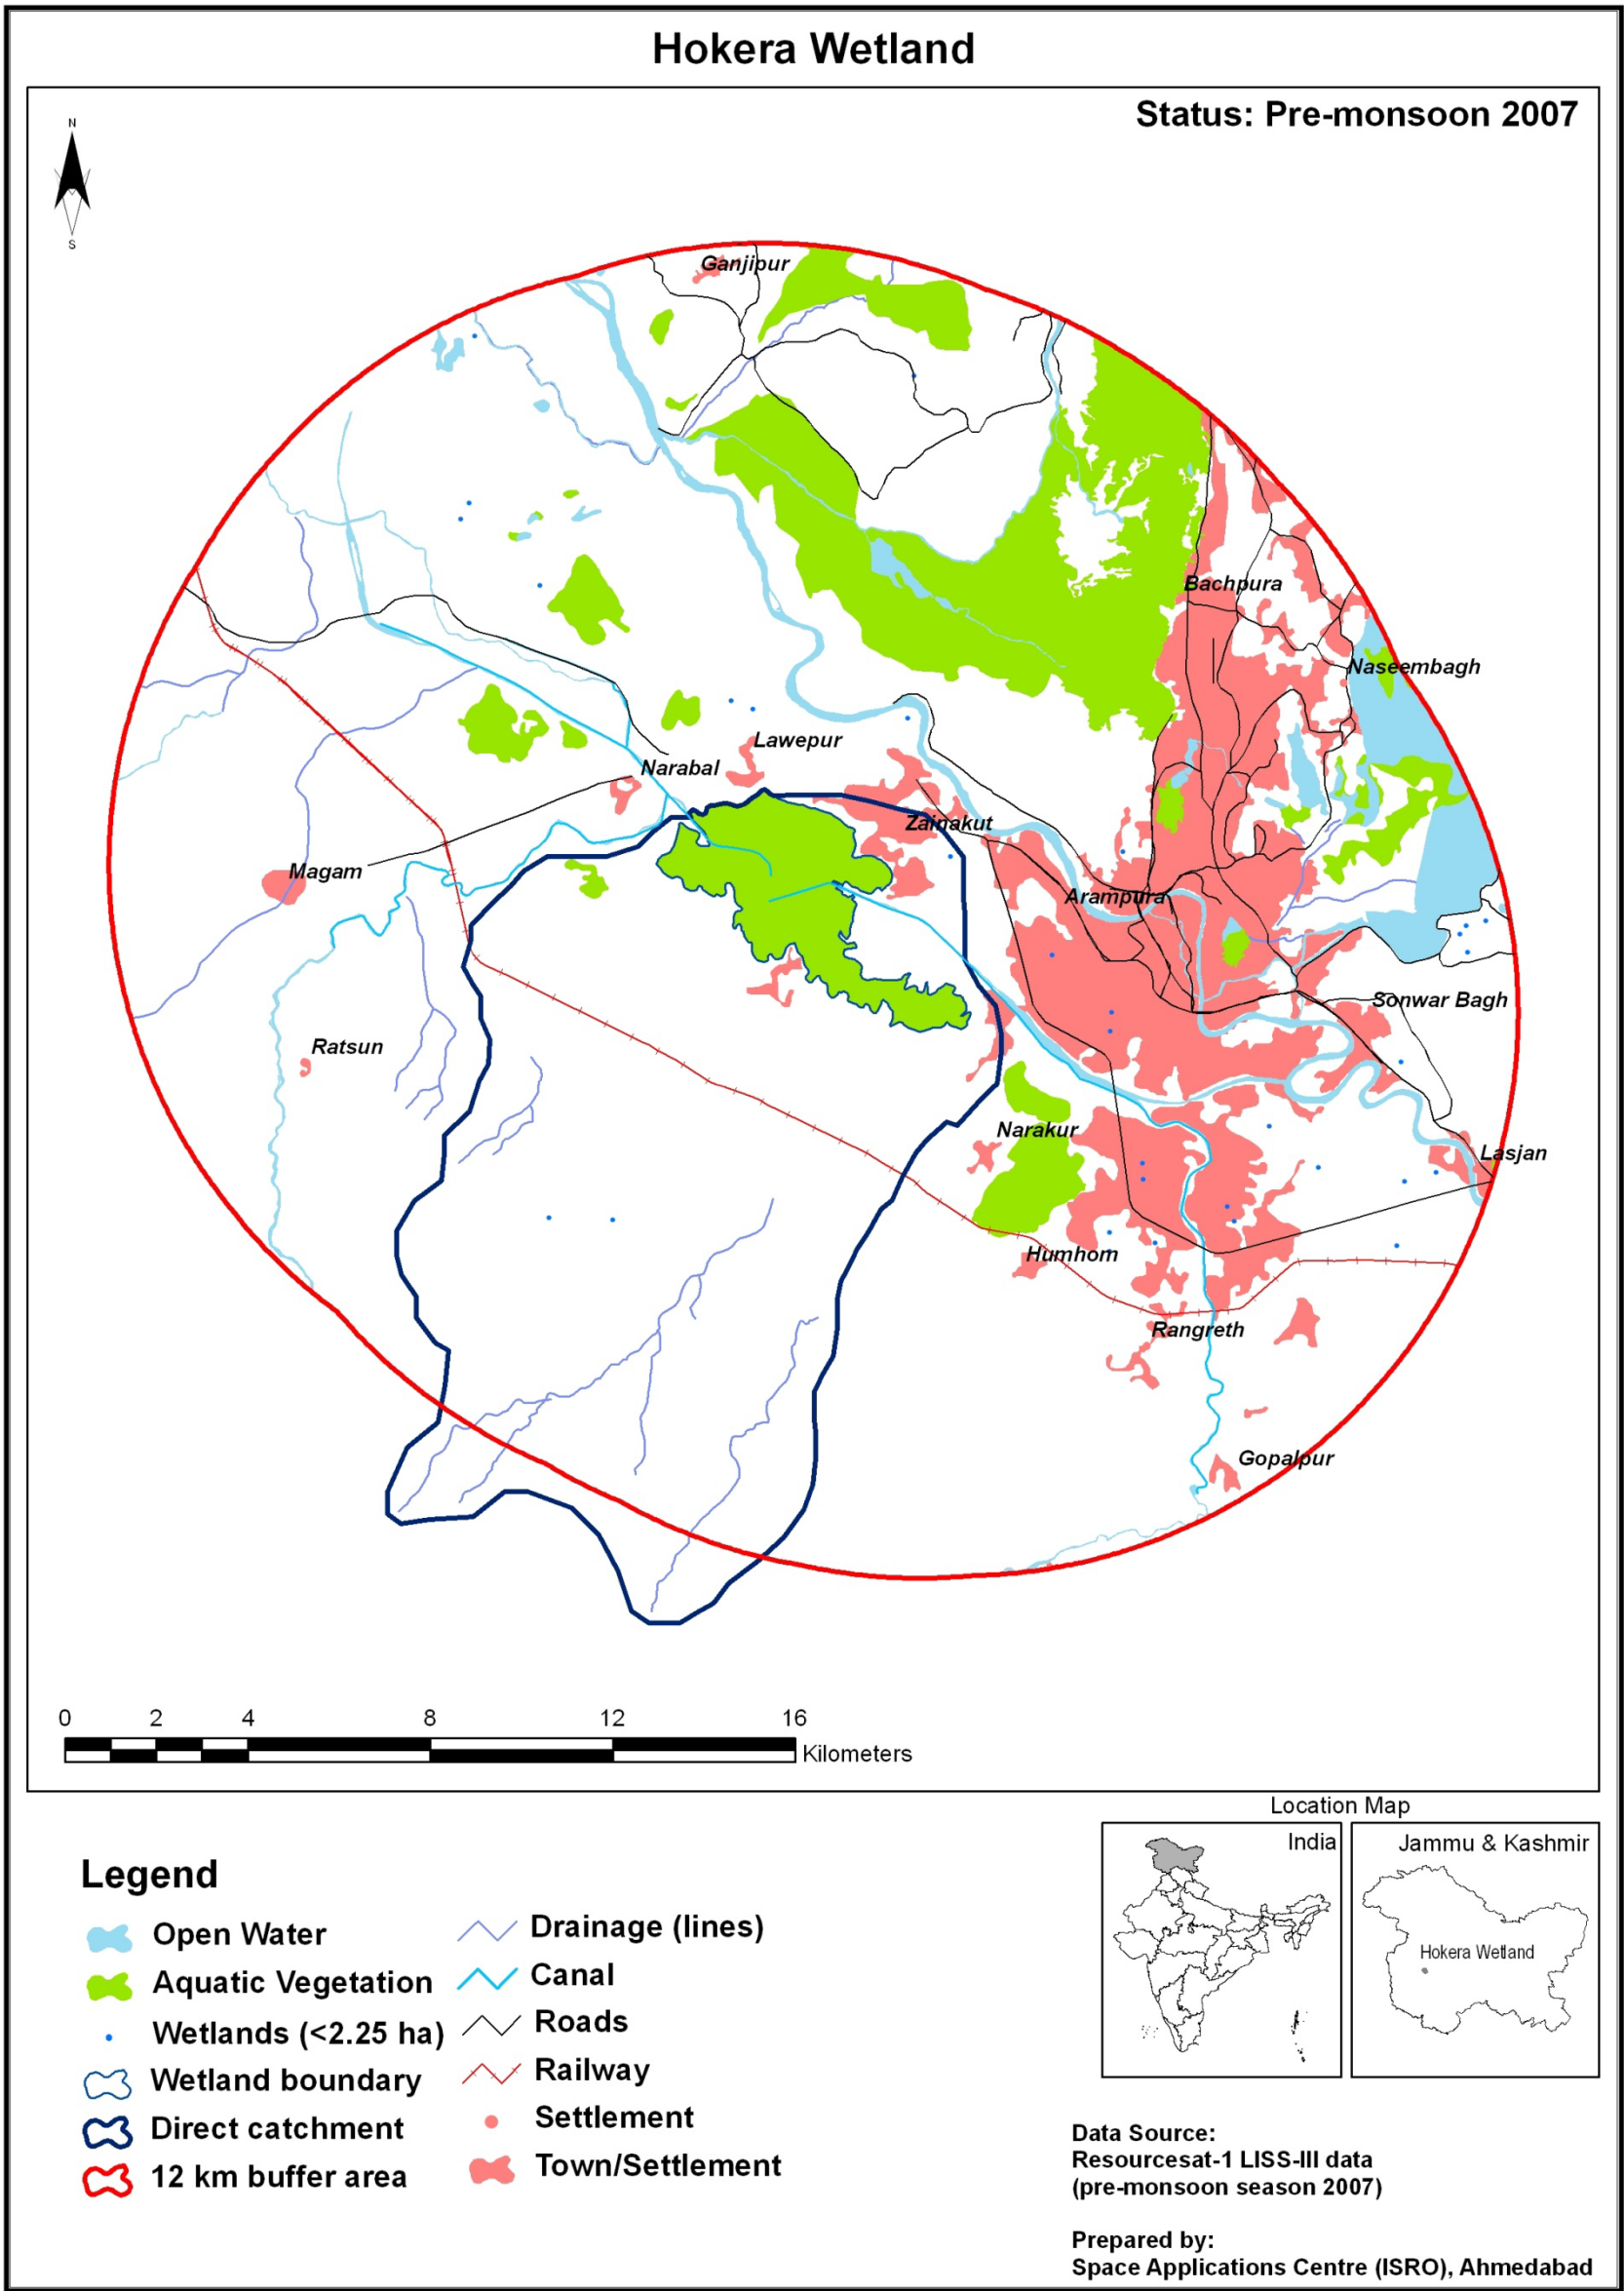 Hokera Wetland
Status: Pre-monsoon 2007
N
S
Ganjipur
Bachpura
Naseembagh
Lawepur
Narabal
Zainakut
Magam
Arampura
Sonwar Bagh
Ratsun
Narakur
Lasjan
Humhom
Rangreth
Gopalpur
0 2 4 8 12 16
Kilometers
Location Map
India
Jammu & Kashmir
Hokera Wetland
Legend
Open Water
Aquatic Vegetation
Wetlands (<2.25 ha)
Wetland boundary
Direct catchment
12 km buffer area
Drainage (lines)
Canal
Roads
Railway
Settlement
Town/Settlement
Data Source:
Resourcesat-1 LISS-III data
(pre-monsoon season 2007)
Prepared by:
Space Applications Centre (ISRO), Ahmedabad